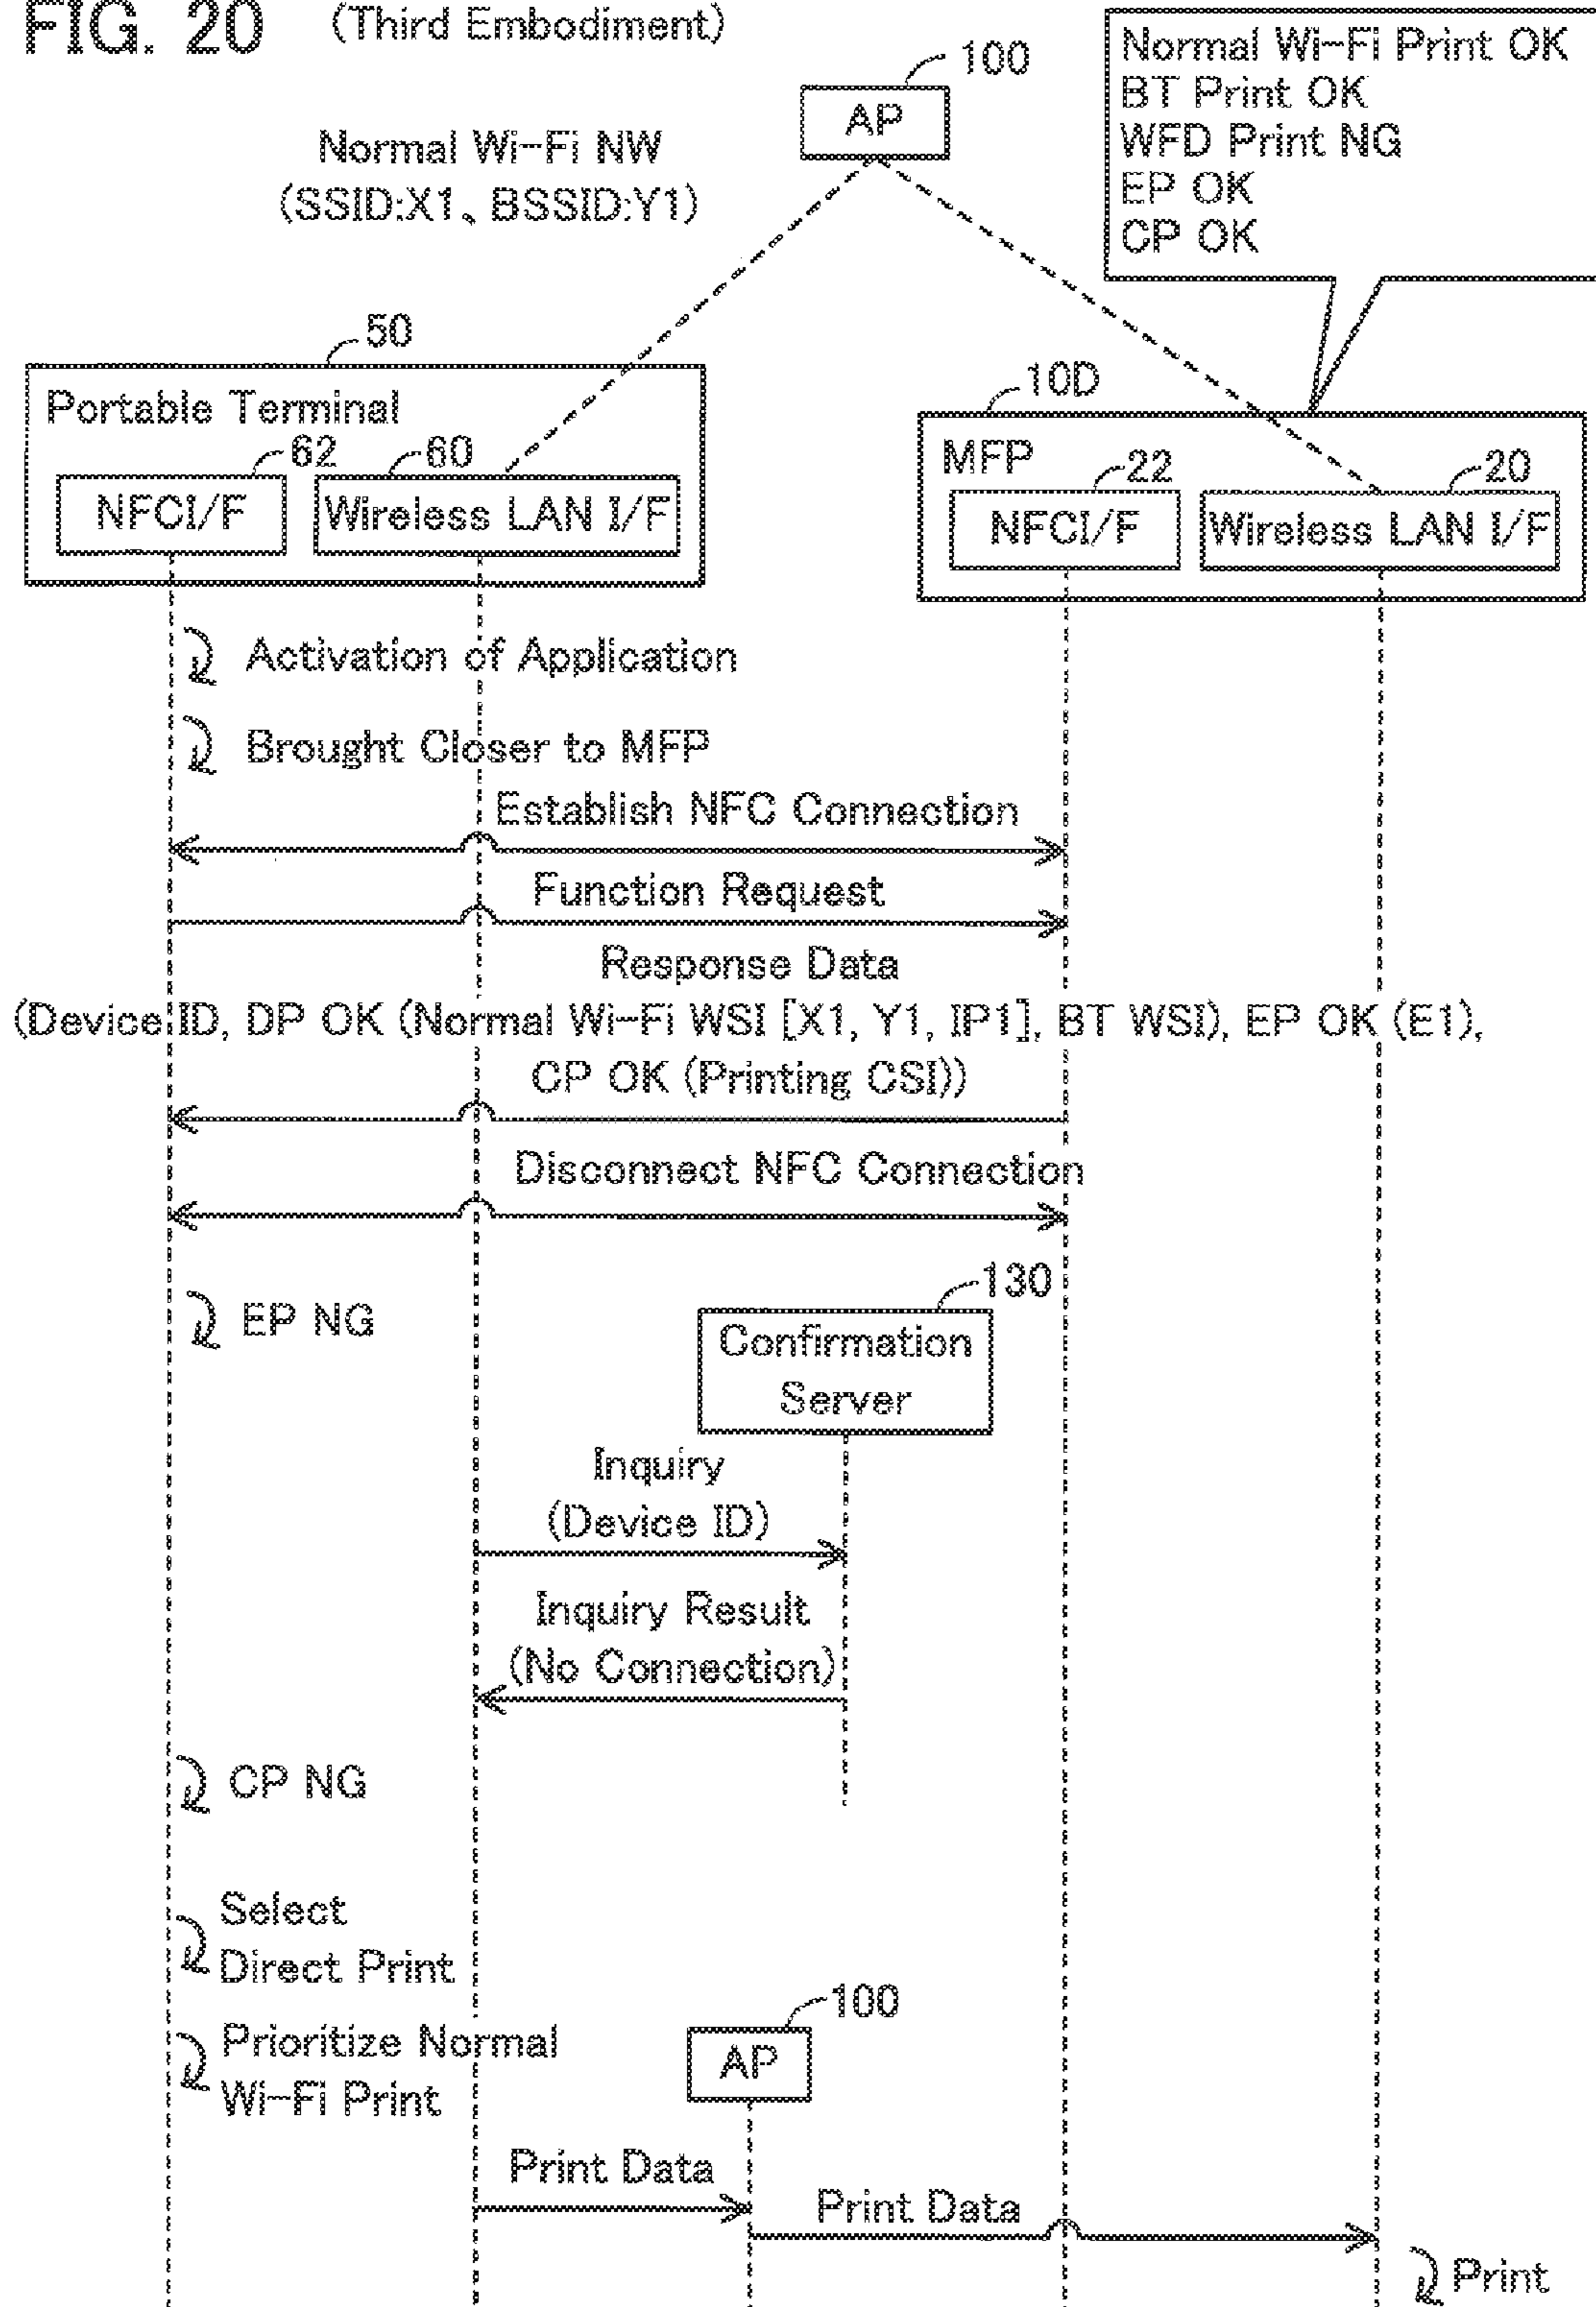 FIG. 20
(Third Embodiment)
100
AP
Normal Wi-Fi Print OK
BT Print OK
WFD Print NG
EP OK
CP OK
Normal Wi-Fi NW
(SSID:X1、BSSID:Y1)
50
Portable Terminal
62
60
NFCI/F
Wireless LAN I/F
10D
MFP
22
20
NFCI/F
Wireless LAN I/F
Activation of Application
Brought Closer to MFP
Establish NFC Connection
Function Request
Response Data
(Device ID, DP OK (Normal Wi-Fi WSI [X1, Y1, IP1], BT WSI), EP OK (E1),
CP OK (Printing CSI))
Disconnect NFC Connection
EP NG
130
Confirmation
Server
Inquiry
(Device ID)
Inquiry Result
(No Connection)
CP NG
Select
Direct Print
100
AP
Prioritize Normal
Wi-Fi Print
Print Data
Print Data
Print